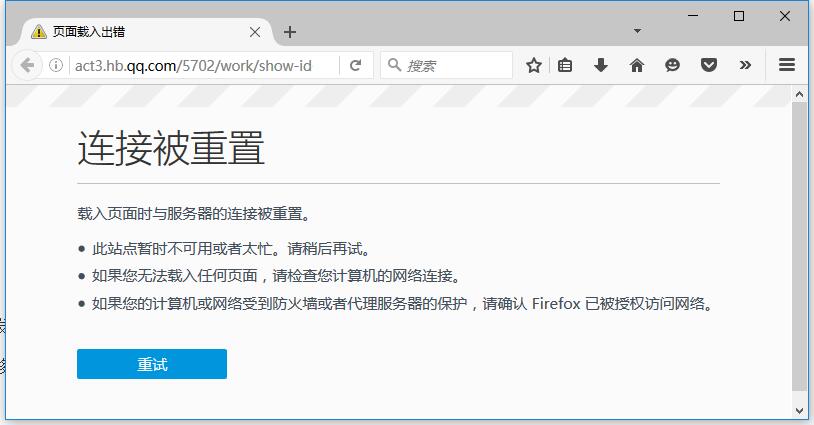 页面载入出错
act3.hb.qq.com/5702/work/show-id
搜索
连接被重置
载入页面时与服务器的连接被重置。
此站点暂时不可用或者太忙。请稍后再试。
如果您无法载入任何页面，请检查您计算机的网络连接。
如果您的计算机或网络受到防火墙或者代理服务器的保护，请确认 Firefox 已被授权访问网络。
重试